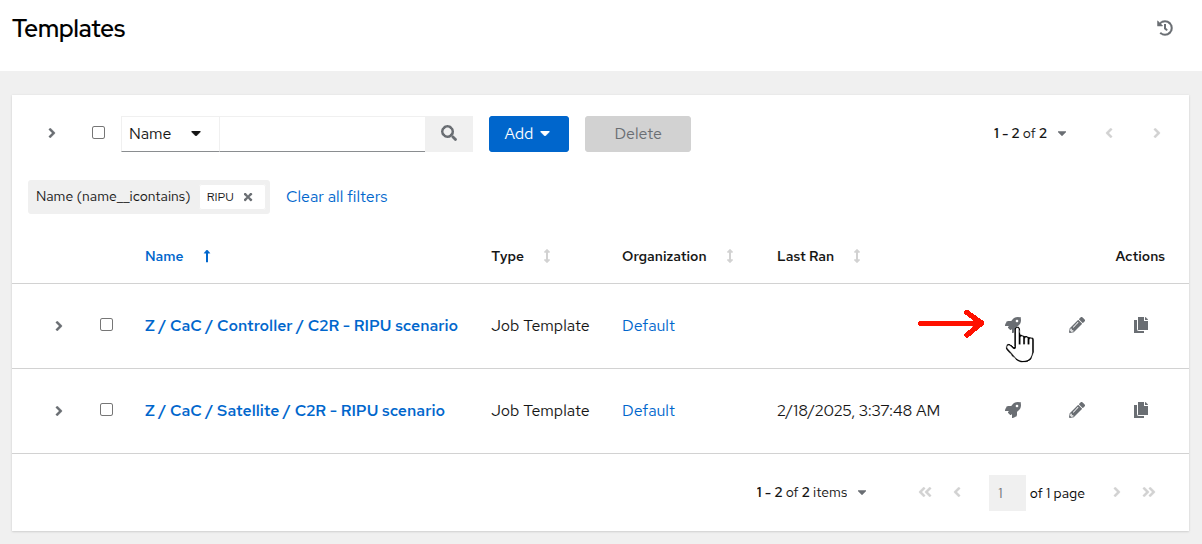 Templates
Name Add Delete 1 - 2 of 2
Name (name__icontains) RIPU Clear all filters
Name Type Organization Last Ran Actions
Z / CaC / Controller / C2R - RIPU scenario Job Template Default
Z / CaC / Satellite / C2R - RIPU scenario Job Template Default 2/18/2025, 3:37:48 AM
1 - 2 of 2 items 1 of 1 page